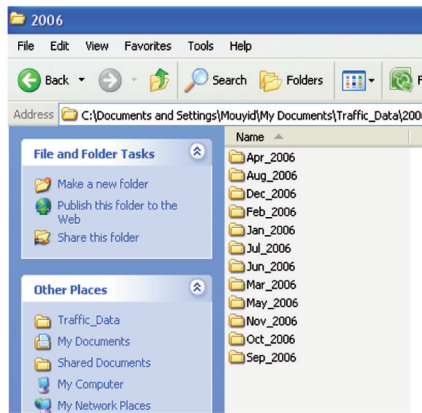 2006
File Edit View Favorites Tools Help
Back Search Folders
Address C:\Documents and Settings\Mouyid\My Documents\Traffic_Data\200
Name
File and Folder Tasks
Make a new folder
Publish this folder to the
Web
Share this folder
Other Places
Traffic_Data
My Documents
Shared Documents
My Computer
My Network Places
Apr_2006
Aug_2006
Dec_2006
Feb_2006
Jan_2006
Jul_2006
Jun_2006
Mar_2006
May_2006
Nov_2006
Oct_2006
Sep_2006